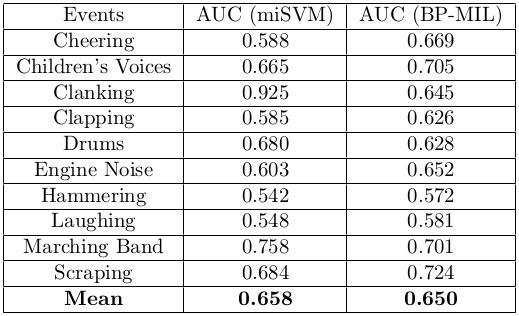 Events AUC (miSVM) AUC (BP-MIL)
Cheering 0.588 0.669
Children's Voices 0.665 0.705
Clanking 0.925 0.645
Clapping 0.585 0.626
Drums 0.680 0.628
Engine Noise 0.603 0.652
Hammering 0.542 0.572
Laughing 0.548 0.581
Marching Band 0.758 0.701
Scraping 0.684 0.724
Mean 0.658 0.650